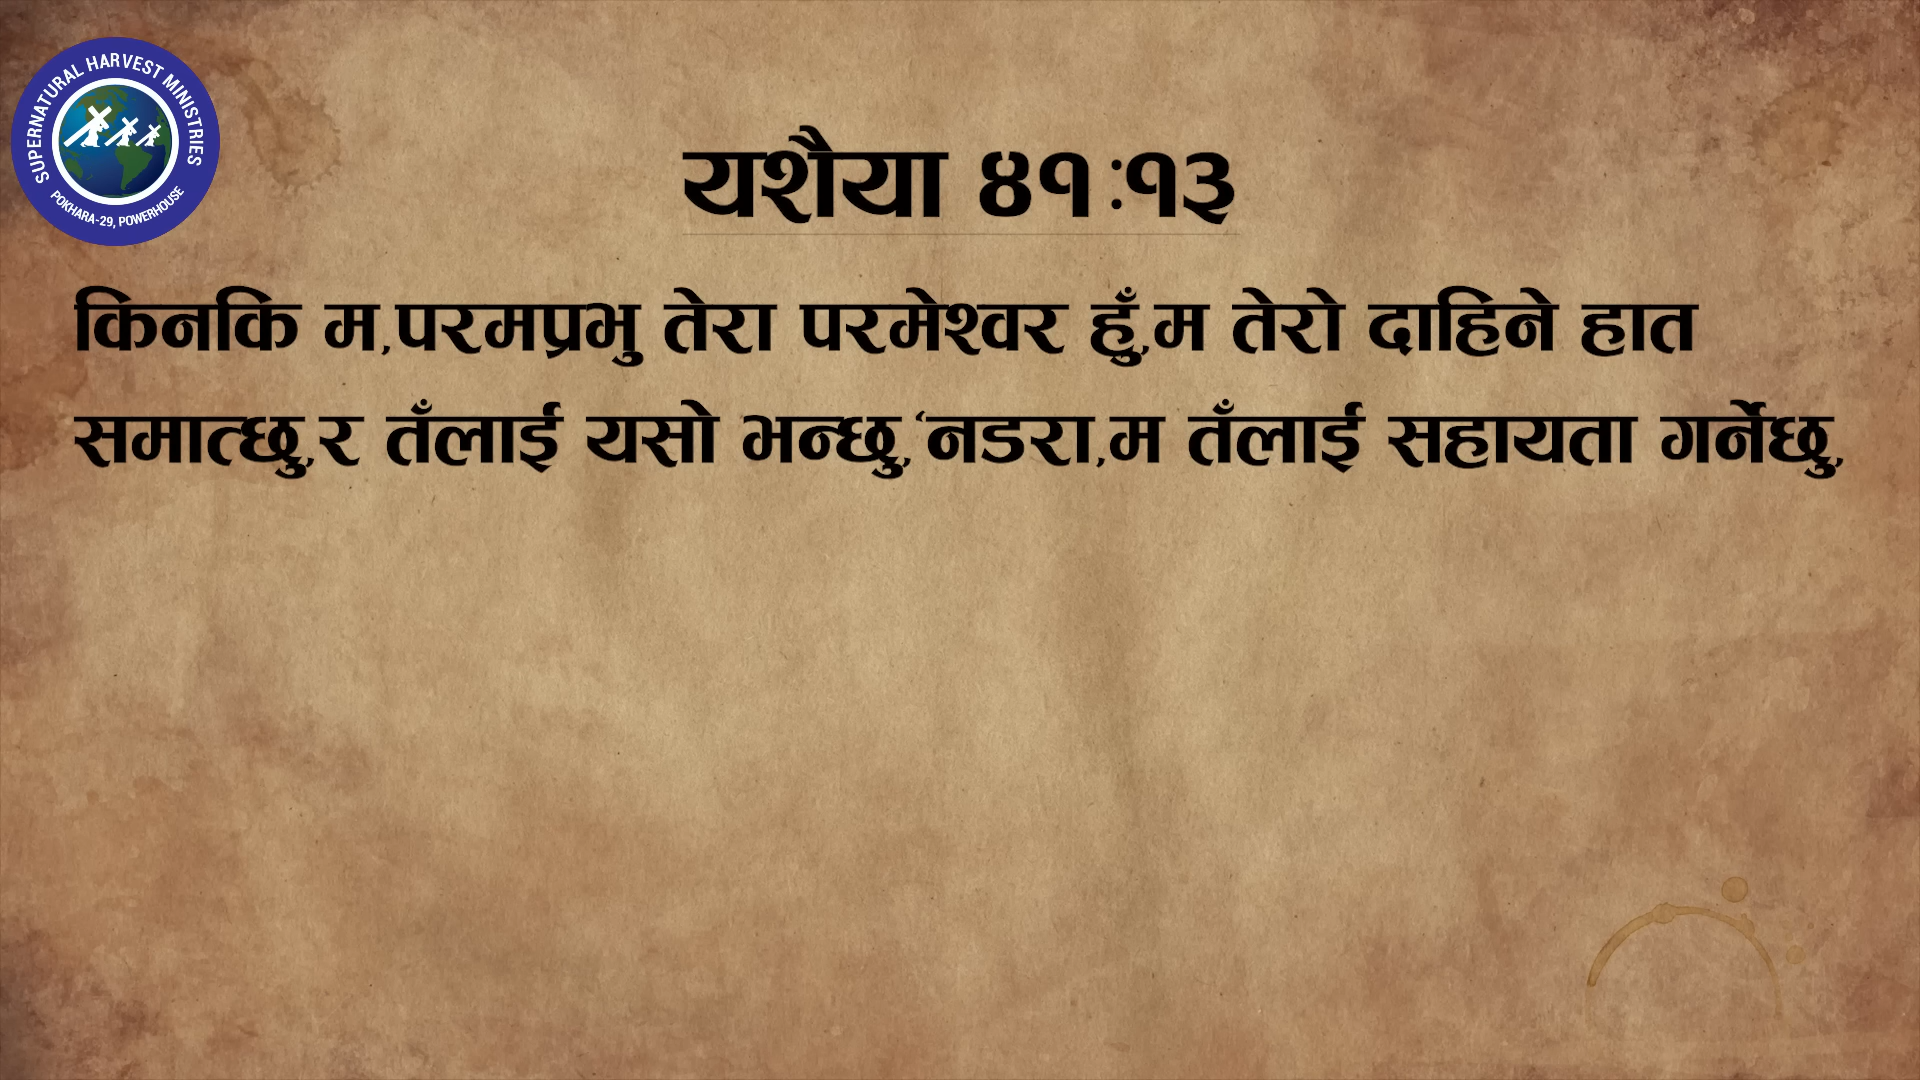 SUPERNATURAL HARVEST MINISTRIES
POKHARA-29, POWERHOUSE
यशैया ४१:१३
किनकि म,परमप्रभु तेरा परमेश्वर हुँ,म तेरो दाहिने हात
समात्छु,र तँलाई यसो भन्छु,‘नडरा,म तँलाई सहायता गर्नेछु,